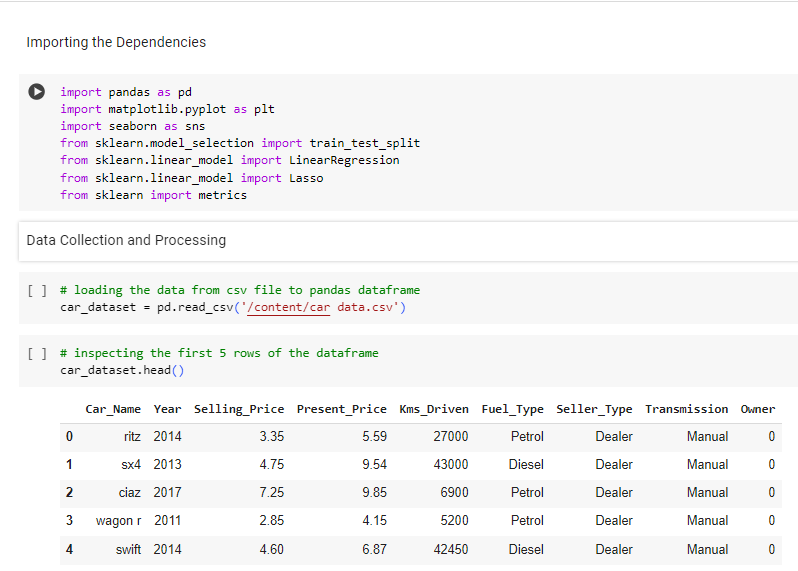 Importing the Dependencies
import pandas as pd
import matplotlib.pyplot as plt
import seaborn as sns
from sklearn.model_selection import train_test_split
from sklearn.linear_model import LinearRegression
from sklearn.linear_model import Lasso
from sklearn import metrics
Data Collection and Processing
[ ] # loading the data from csv file to pandas dataframe
car_dataset = pd.read_csv('/content/car data.csv')
[ ] # inspecting the first 5 rows of the dataframe
car_dataset.head()
Car_Name Year Selling_Price Present_Price Kms_Driven Fuel_Type Seller_Type Transmission Owner
0 ritz 2014 3.35 5.59 27000 Petrol Dealer Manual 0
1 sx4 2013 4.75 9.54 43000 Diesel Dealer Manual 0
2 ciaz 2017 7.25 9.85 6900 Petrol Dealer Manual 0
3 wagon r 2011 2.85 4.15 5200 Petrol Dealer Manual 0
4 swift 2014 4.60 6.87 42450 Diesel Dealer Manual 0